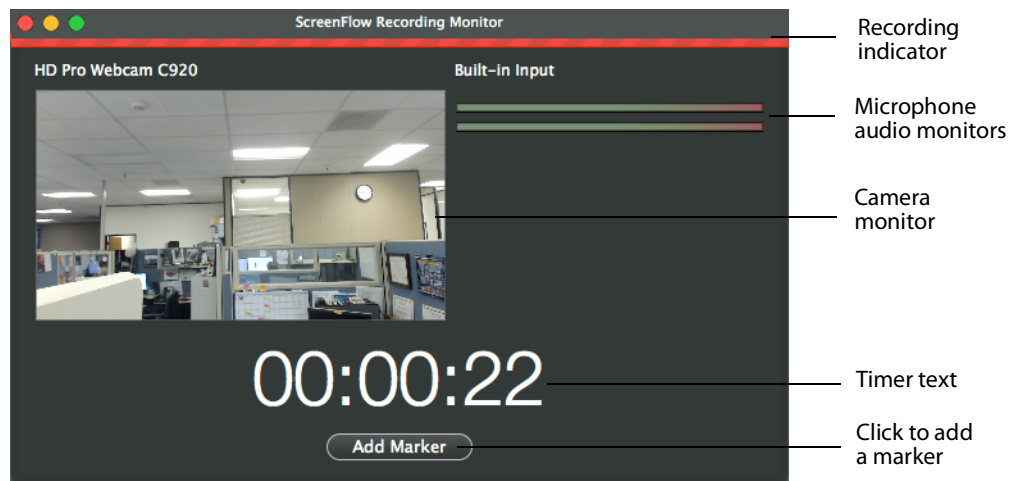 ScreenFlow Recording Monitor
Recording
indicator
HD Pro Webcam C920
Built-in Input
Microphone
audio monitors
Camera
monitor
00:00:22
Timer text
Add Marker
Click to add
a marker